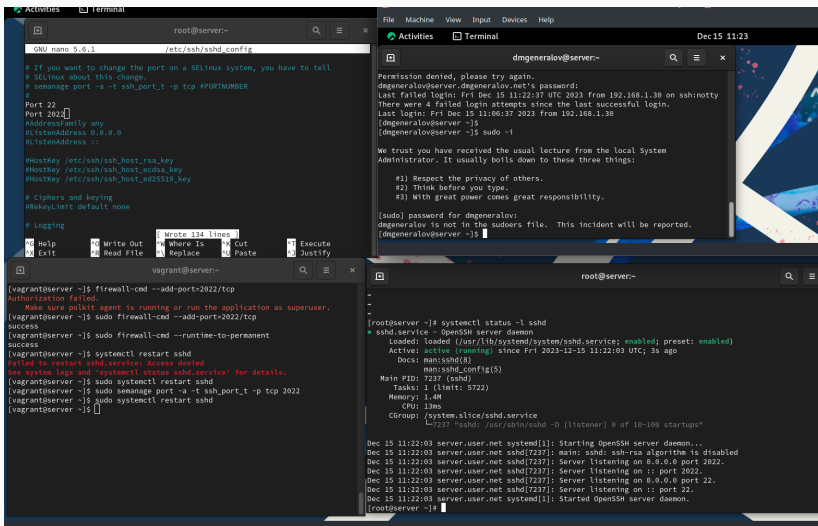 Activities Terminal
root@server:~
GNU nano 5.6.1 /etc/ssh/sshd_config
# If you want to change the port on a SELinux system, you have to tell
# SELinux about this change.
# semanage port -a -t ssh_port_t -p tcp #PORTNUMBER
#
Port 22
Port 2022
#AddressFamily any
#ListenAddress 0.0.0.0
#ListenAddress ::
#HostKey /etc/ssh/ssh_host_rsa_key
#HostKey /etc/ssh/ssh_host_ecdsa_key
#HostKey /etc/ssh/ssh_host_ed25519_key
# Ciphers and keying
#RekeyLimit default none
# Logging
[ Wrote 134 lines ]
^G Help ^O Write Out ^W Where Is ^K Cut ^T Execute
^X Exit ^R Read File ^\ Replace ^U Paste ^J Justify
File Machine View Input Devices Help
Activities Terminal Dec 15 11:23
dmgeneralov@server:~
Permission denied, please try again.
dmgeneralov@server.dmgeneralov.net's password:
Last failed login: Fri Dec 15 11:22:37 UTC 2023 from 192.168.1.30 on ssh:notty
There were 4 failed login attempts since the last successful login.
Last login: Fri Dec 15 11:06:37 2023 from 192.168.1.30
[dmgeneralov@server ~]$
[dmgeneralov@server ~]$ sudo -i
We trust you have received the usual lecture from the local System
Administrator. It usually boils down to these three things:
#1) Respect the privacy of others.
#2) Think before you type.
#3) With great power comes great responsibility.
[sudo] password for dmgeneralov:
dmgeneralov is not in the sudoers file. This incident will be reported.
[dmgeneralov@server ~]$
vagrant@server:~
[vagrant@server ~]$ firewall-cmd --add-port=2022/tcp
Authorization failed.
Make sure polkit agent is running or run the application as superuser.
[vagrant@server ~]$ sudo firewall-cmd --add-port=2022/tcp
success
[vagrant@server ~]$ sudo firewall-cmd --runtime-to-permanent
success
[vagrant@server ~]$ systemctl restart sshd
Failed to restart sshd.service: Access denied
See system logs and 'systemctl status sshd.service' for details.
[vagrant@server ~]$ sudo systemctl restart sshd
[vagrant@server ~]$ sudo semanage port -a -t ssh_port_t -p tcp 2022
[vagrant@server ~]$ sudo systemctl restart sshd
[vagrant@server ~]$
root@server:~
~
~
~
[root@server ~]# systemctl status -l sshd
● sshd.service - OpenSSH server daemon
Loaded: loaded (/usr/lib/systemd/system/sshd.service; enabled; preset: enabled)
Active: active (running) since Fri 2023-12-15 11:22:03 UTC; 3s ago
Docs: man:sshd(8)
man:sshd_config(5)
Main PID: 7237 (sshd)
Tasks: 1 (limit: 5722)
Memory: 1.4M
CPU: 13ms
CGroup: /system.slice/sshd.service
└─7237 "sshd: /usr/sbin/sshd -D [listener] 0 of 10-100 startups"
Dec 15 11:22:03 server.user.net systemd[1]: Starting OpenSSH server daemon...
Dec 15 11:22:03 server.user.net sshd[7237]: main: sshd: ssh-rsa algorithm is disabled
Dec 15 11:22:03 server.user.net sshd[7237]: Server listening on 0.0.0.0 port 2022.
Dec 15 11:22:03 server.user.net sshd[7237]: Server listening on :: port 2022.
Dec 15 11:22:03 server.user.net sshd[7237]: Server listening on 0.0.0.0 port 22.
Dec 15 11:22:03 server.user.net sshd[7237]: Server listening on :: port 22.
Dec 15 11:22:03 server.user.net systemd[1]: Started OpenSSH server daemon.
[root@server ~]#